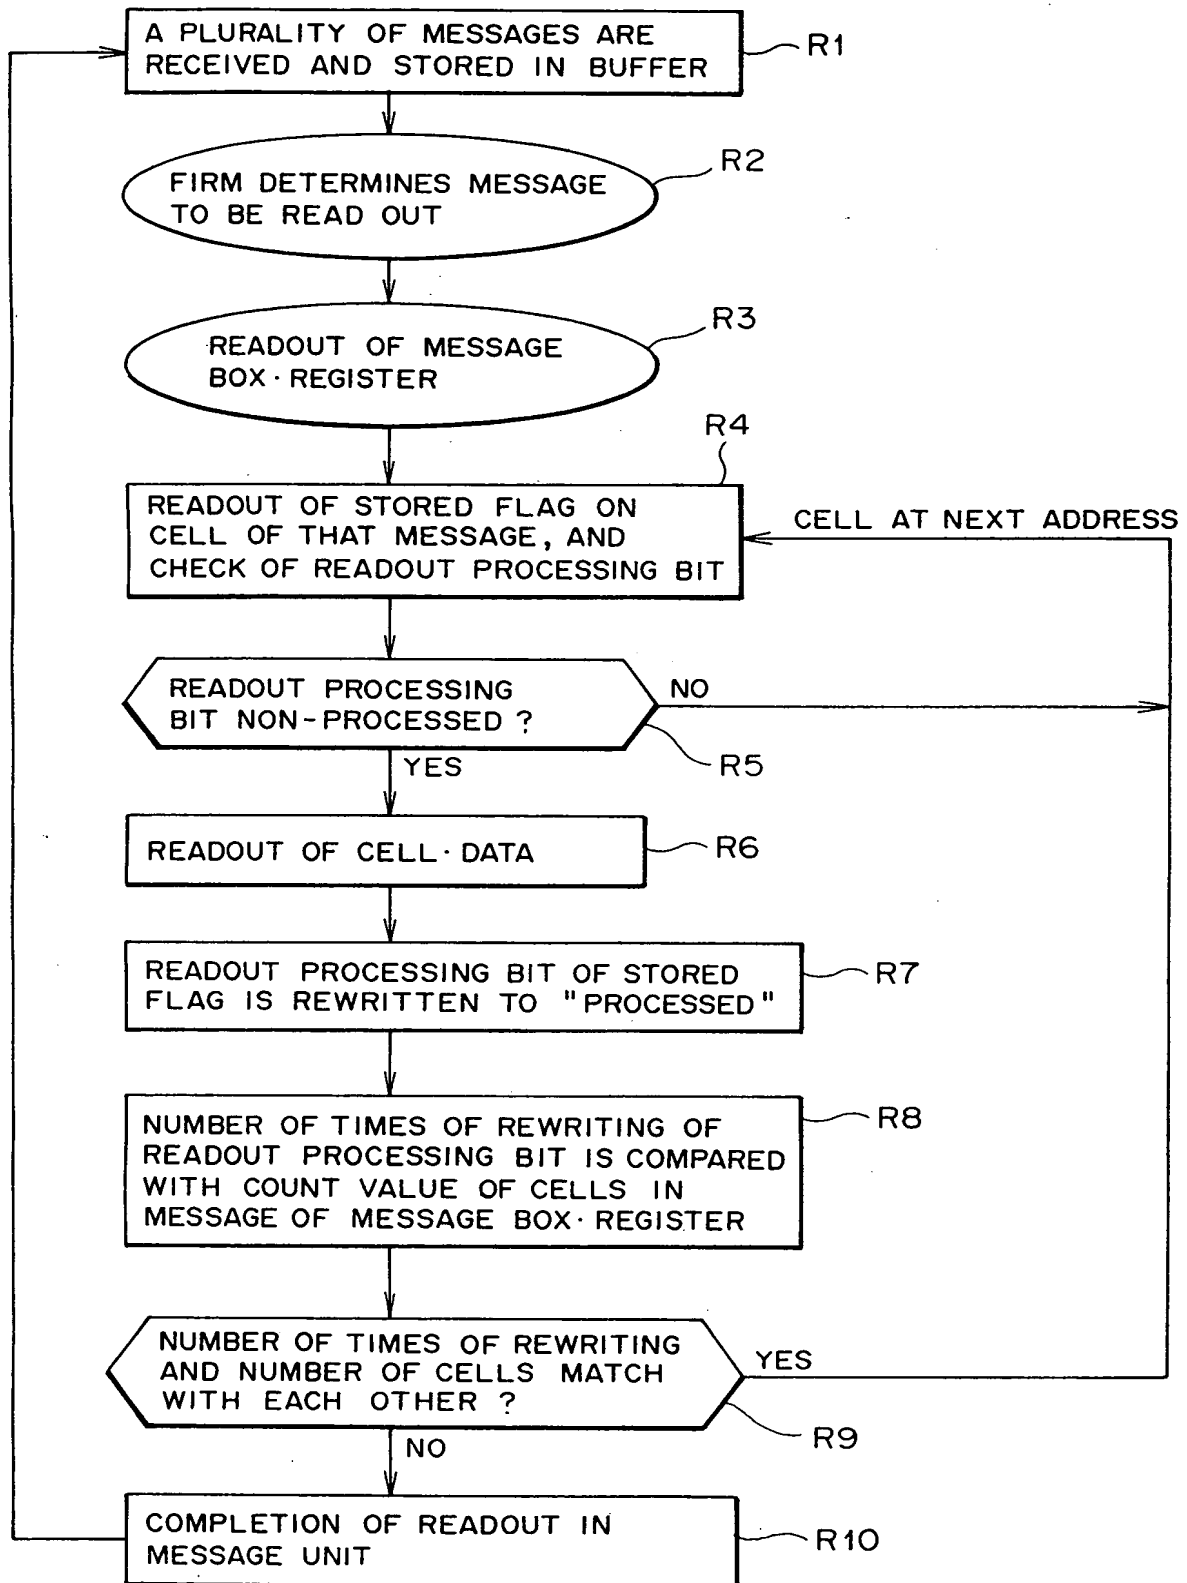 A PLURALITY OF MESSAGES ARE
RECEIVED AND STORED IN BUFFER
R1
FIRM DETERMINES MESSAGE
TO BE READ OUT
R2
READOUT OF MESSAGE
BOX·REGISTER
R3
READOUT OF STORED FLAG ON
CELL OF THAT MESSAGE, AND
CHECK OF READOUT PROCESSING BIT
R4
CELL AT NEXT ADDRESS
READOUT PROCESSING
BIT NON-PROCESSED ?
NO
R5
YES
READOUT OF CELL·DATA
R6
READOUT PROCESSING BIT OF STORED
FLAG IS REWRITTEN TO "PROCESSED"
R7
NUMBER OF TIMES OF REWRITING OF
READOUT PROCESSING BIT IS COMPARED
WITH COUNT VALUE OF CELLS IN
MESSAGE OF MESSAGE BOX·REGISTER
R8
NUMBER OF TIMES OF REWRITING
AND NUMBER OF CELLS MATCH
WITH EACH OTHER ?
YES
R9
NO
COMPLETION OF READOUT IN
MESSAGE UNIT
R10